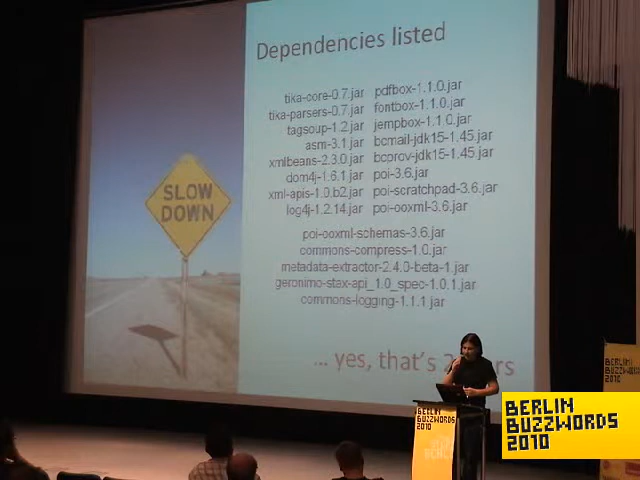 Dependencies listed
tika-core-0.7.jar pdfbox-1.1.0.jar
tika-parsers-0.7.jar fontbox-1.1.0.jar
tagsoup-1.2.jar jempbox-1.1.0.jar
asm-3.1.jar bcmail-jdk15-1.45.jar
xmlbeans-2.3.0.jar bcprov-jdk15-1.45.jar
dom4j-1.6.1.jar poi-3.6.jar
xml-apis-1.0.b2.jar poi-scratchpad-3.6.jar
log4j-1.2.14.jar poi-ooxml-3.6.jar
poi-ooxml-schemas-3.6.jar
commons-compress-1.0.jar
metadata-extractor-2.4.0-beta-1.jar
geronimo-stax-api_1.0_spec-1.0.1.jar
commons-logging-1.1.1.jar
... yes, that's
SLOW
DOWN
BERLIN
BUZZWORDS
2010
BERLIN
BUZZWORDS
2010
BERLIN
BUZZWORDS
2010